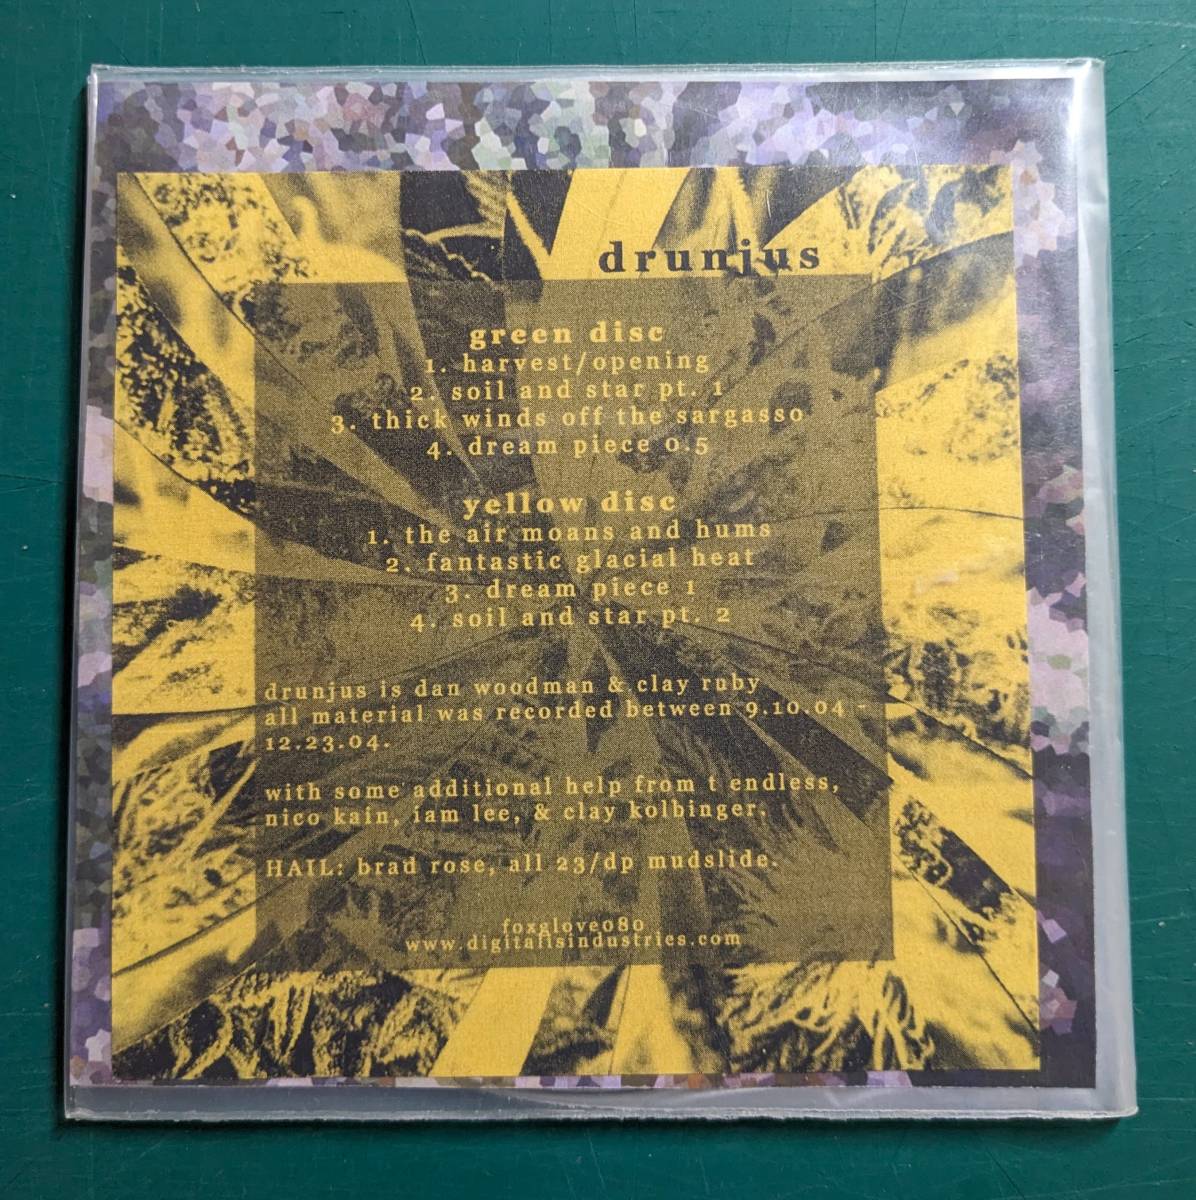 drunjus
green disc
1. harvest/opening
2. soil and star pt. 1
3. thick winds off the sargasso
4. dream piece 0.5
yellow disc
1. the air moans and hums
2. fantastic glacial heat
3. dream piece 1
4. soil and star pt. 2
drunjus is dan woodman & clay ruby
all material was recorded between 9.10.04 -
12.23.04.
with some additional help from t endless,
nico kain, iam lee, & clay kolbinger.
HAIL: brad rose, all 23/dp mudslide.
foxglove080
www.digitalisindustries.com